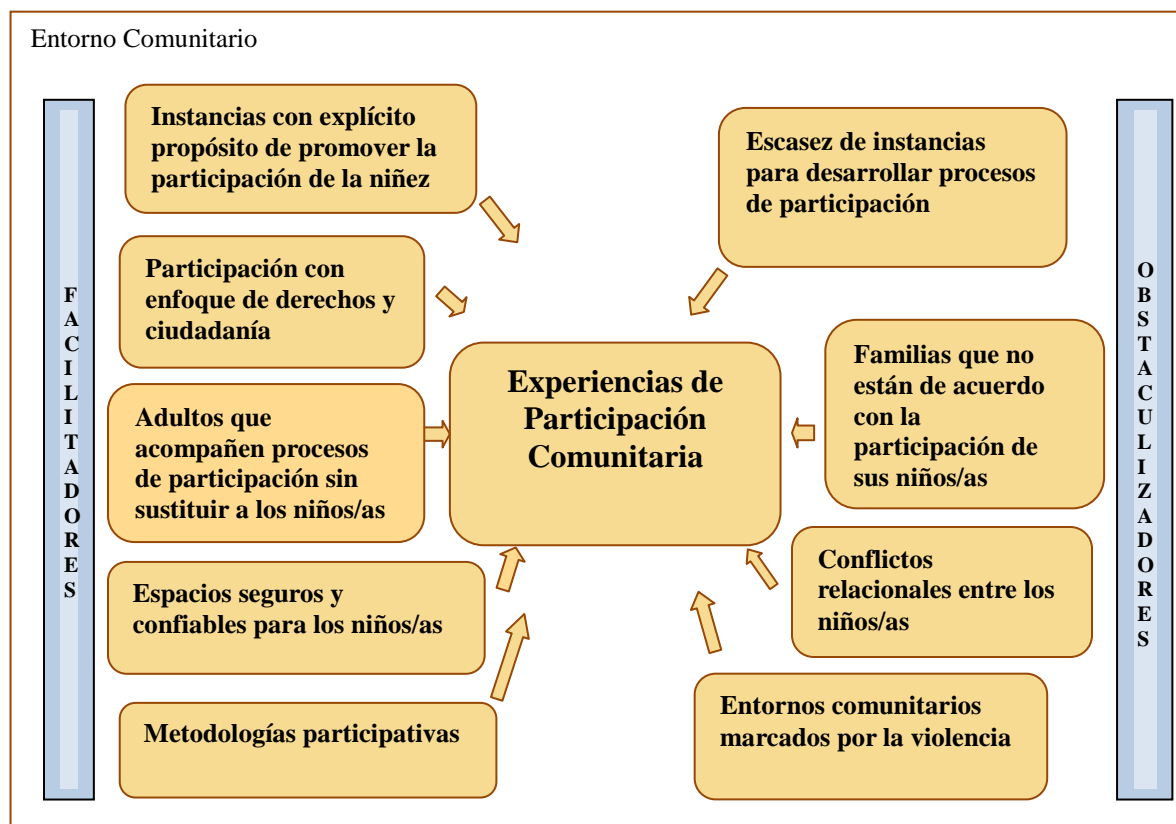 Entorno Comunitario
FACILITADORES
Instancias con explícito
propósito de promover la
participación de la niñez
Participación con
enfoque de derechos y
ciudadanía
Adultos que
acompañen procesos
de participación sin
sustituir a los niños/as
Espacios seguros y
confiables para los niños/as
Metodologías participativas
Experiencias de
Participación
Comunitaria
Escasez de instancias
para desarrollar procesos
de participación
Familias que no
están de acuerdo
con la
participación de
sus niños/as
Conflictos
relacionales entre los
niños/as
Entornos comunitarios
marcados por la violencia
OBSTACULIZADORES